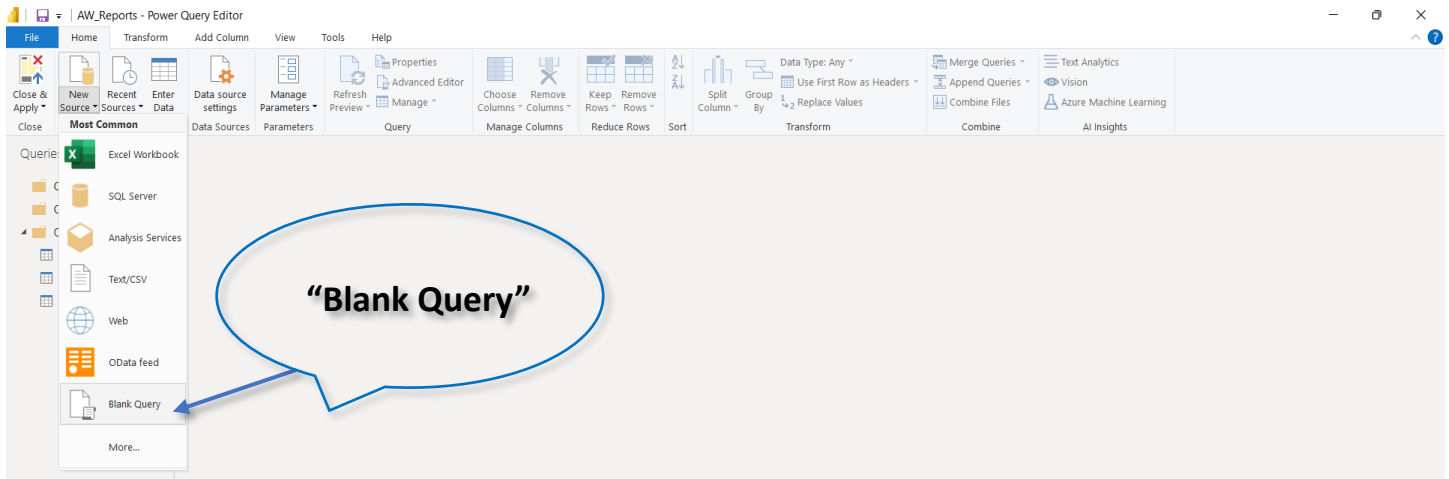 AW_Reports - Power Query Editor
File Home Transform Add Column View Tools Help
Close & Apply
New Source
Recent Sources
Enter Data
Data source settings
Manage Parameters
Refresh Preview
Properties
Advanced Editor
Manage
Choose Columns
Remove Columns
Keep Rows
Remove Rows
Split Column
Group By
Data Type: Any
Use First Row as Headers
Replace Values
Merge Queries
Append Queries
Combine Files
Text Analytics
Vision
Azure Machine Learning
Close Most Common Data Sources Parameters Query Manage Columns Reduce Rows Sort Transform Combine AI Insights
Excel Workbook
SQL Server
Analysis Services
Text/CSV
Web
OData feed
Blank Query
More...
“Blank Query”